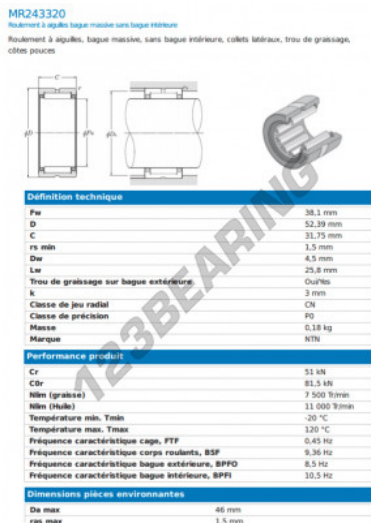 MR243320
Roulement à aiguilles bague massive sans bague intérieure
Roulement à aiguilles, bague massive, sans bague intérieure, collets latéraux, trou de graissage, côtes pouces
Définition technique
Fw 38,1 mm
D 52,39 mm
C 31,75 mm
rs min 1,5 mm
Dw 4,5 mm
Lw 25,8 mm
Trou de graissage sur bague extérieure Oui/Yes
k 3 mm
Classe de jeu radial CN
Classe de précision P0
Masse 0,18 kg
Marque NTN
Performance produit
Cr 51 kN
C0r 81,5 kN
Nlim (graisse) 7 500 Tr/min
Nlim (Huile) 11 000 Tr/min
Température min. Tmin -20 °C
Température max. Tmax 120 °C
Fréquence caractéristique cage, FTF 0,45 Hz
Fréquence caractéristique corps roulants, BSF 9,36 Hz
Fréquence caractéristique bague extérieure, BPFO 8,5 Hz
Fréquence caractéristique bague intérieure, BPFI 10,5 Hz
Dimensions pièces environnantes
Da max 46 mm
ras max 1,5 mm
123BEARING